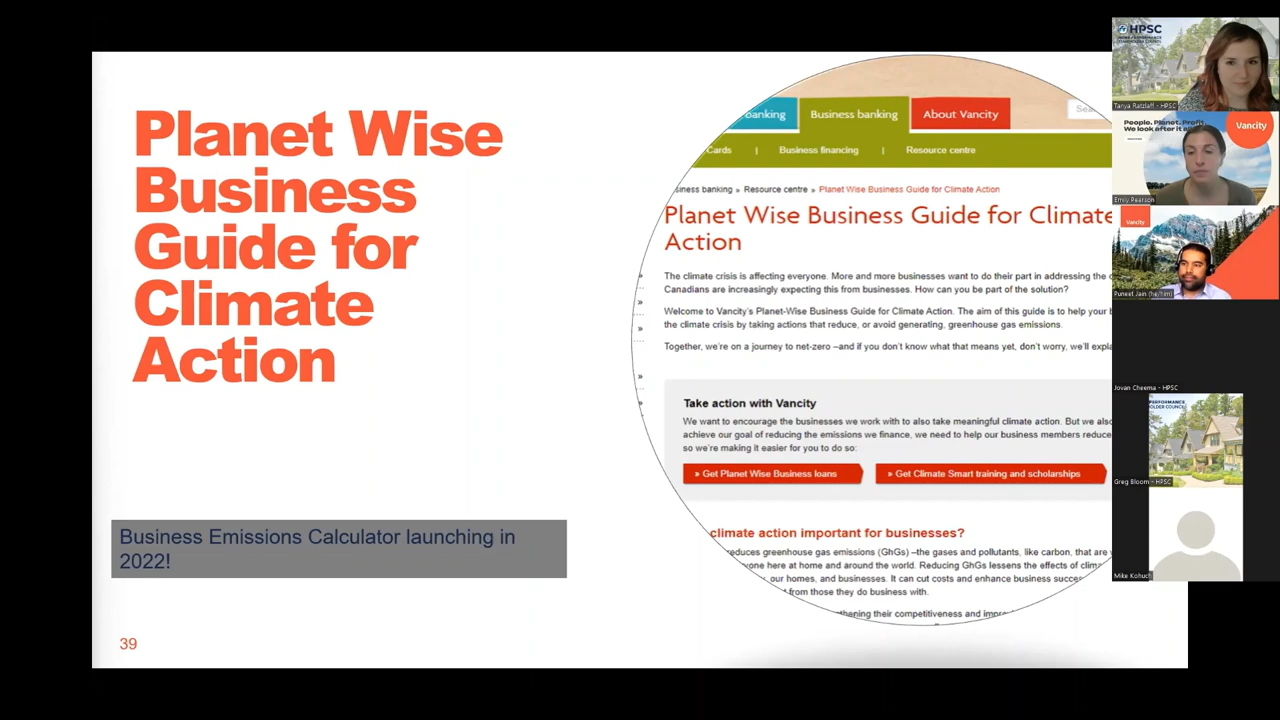 Planet Wise
Business
Guide for
Climate
Action
Business Emissions Calculator launching in
2022!
39
banking
Business banking
About Vancity
Cards | Business financing | Resource centre
banking » Resource centre » Planet Wise Business Guide for Climate Action
Planet Wise Business Guide for Climate
Action
The climate crisis is affecting everyone. More and more businesses want to do their part in addressing the
Canadians are increasingly expecting this from businesses. How can you be part of the solution?
Welcome to Vancity's Planet-Wise Business Guide for Climate Action. The aim of this guide is to help your
the climate crisis by taking actions that reduce, or avoid generating, greenhouse gas emissions.
Together, we're on a journey to net-zero –and if you don't know what that means yet, don't worry, we'll
Take action with Vancity
We want to encourage the businesses we work with to also take meaningful climate action. But we
achieve our goal of reducing the emissions we finance, we need to help our business members
so we're making it easier for you to do so:
» Get Planet Wise Business loans
» Get Climate Smart training and scholarships
climate action important for businesses?
greenhouse gas emissions (GhGs) –the gases and pollutants, like carbon, that are
here at home and around the world. Reducing GhGs lessens the effects of
our homes, and businesses. It can cut costs and enhance business
from those they do business with.
their competitiveness and
HPSC
Tanya Ratzlaff - HPSC
People. Planet. Profit.
We look after it
Vancity
Emily Pearson
Vancity
Puneet Jain (he/him)
Jovan Cheema - HPSC
PERFORMANCE
HOLDER COUNCIL
Greg Bloom - HPSC
Mike Kohuch